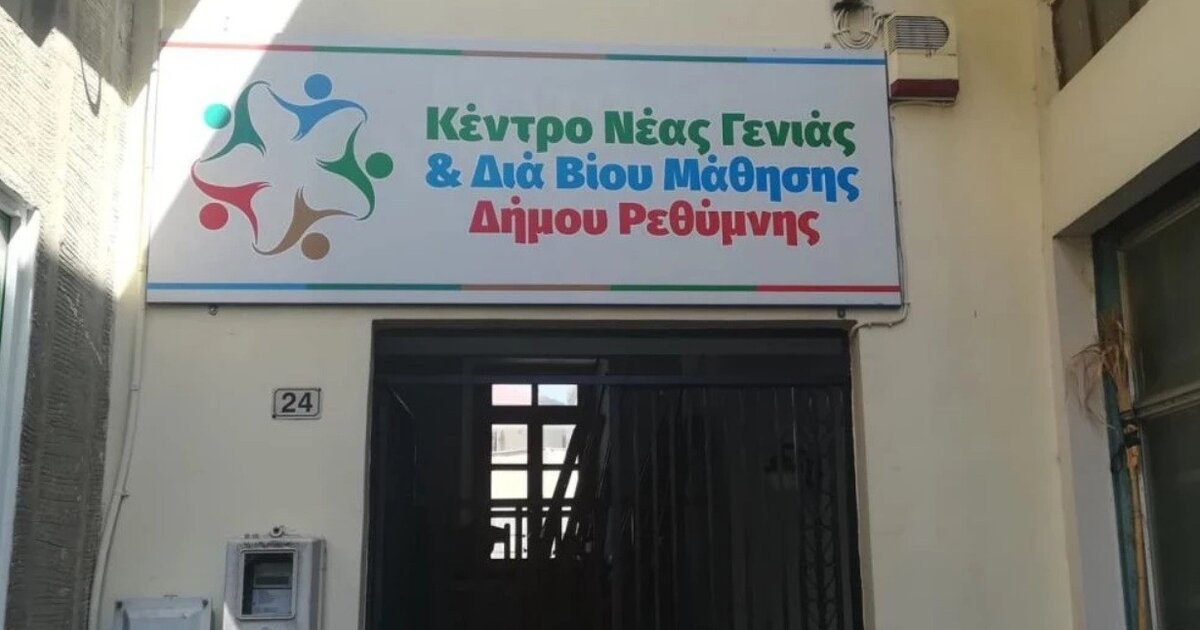 Κέντρο Νέας Γενιάς
& Διά Βίου Μάθησης
Δήμου Ρεθύμνης
24